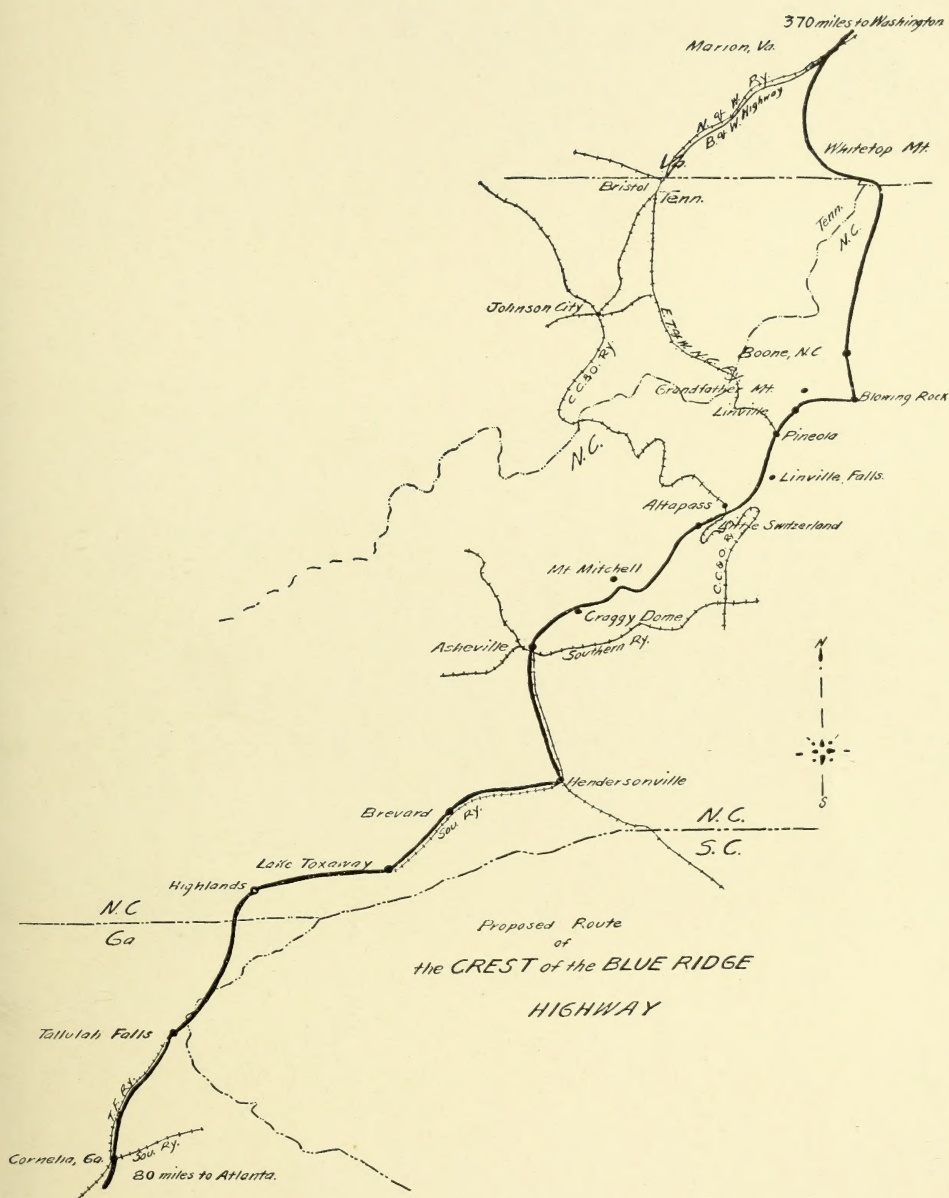 370 miles to Washington
Marion, Va.
N. & W. Ry.
B. & W. Highway
Whitetop Mt.
Va.
Bristol
Tenn.
Tenn.
N.C.
Johnson City
E.T. & W.N.C. Ry.
Boone, N.C
C.C. & O. Ry
Grandfather Mt.
Blowing Rock
Linville
Pineola
N.C.
Linville Falls.
Altapass
Little Switzerland
C.C. & O. Ry.
Mt Mitchell
Craggy Dome
Asheville
Southern Ry.
N
S
Hendersonville
Brevard
Sou. Ry.
N.C.
S.C.
Lake Toxaway
Highlands
N.C
Ga
Proposed Route
of
the CREST of the BLUE RIDGE
HIGHWAY
Tallulah Falls
T.F. Ry.
Cornelia, Ga.
Sou. Ry.
80 miles to Atlanta.